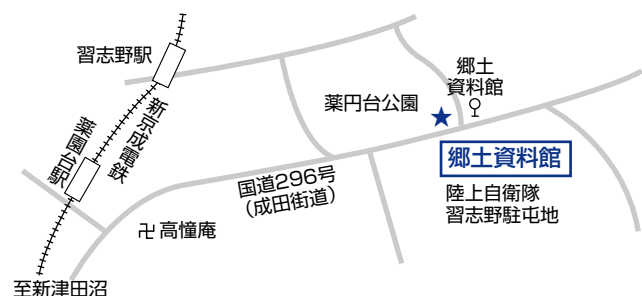 習志野駅
新京成電鉄
薬園台駅
薬円台公園
郷土
資料館
★
郷土資料館
陸上自衛隊
習志野駐屯地
国道296号
(成田街道)
卍高憧庵
至新津田沼